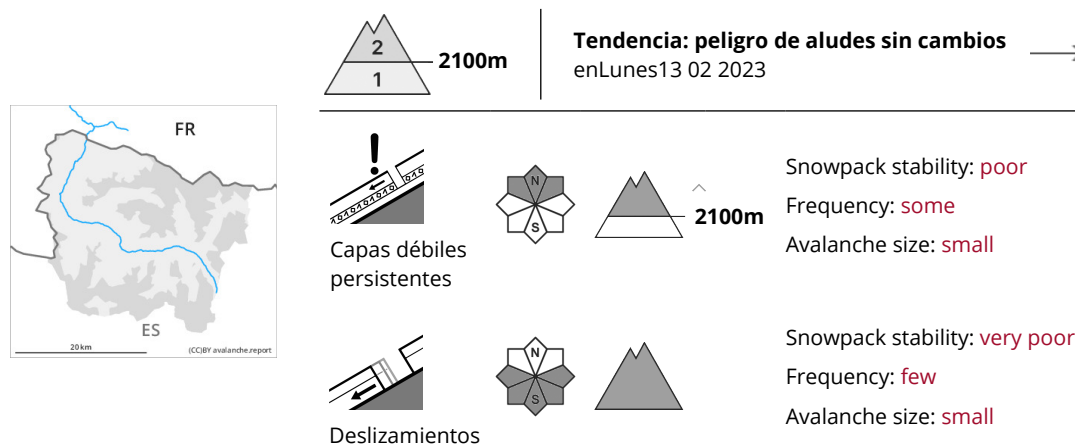 2
1
2100m
Tendencia: peligro de aludes sin cambios
enLunes13 02 2023
FR
ES
20 km
(CC)BY avalanche.report
N
S
2100m
Capas débiles
persistentes
Snowpack stability: poor
Frequency: some
Avalanche size: small
N
S
Deslizamientos
Snowpack stability: very poor
Frequency: few
Avalanche size: small